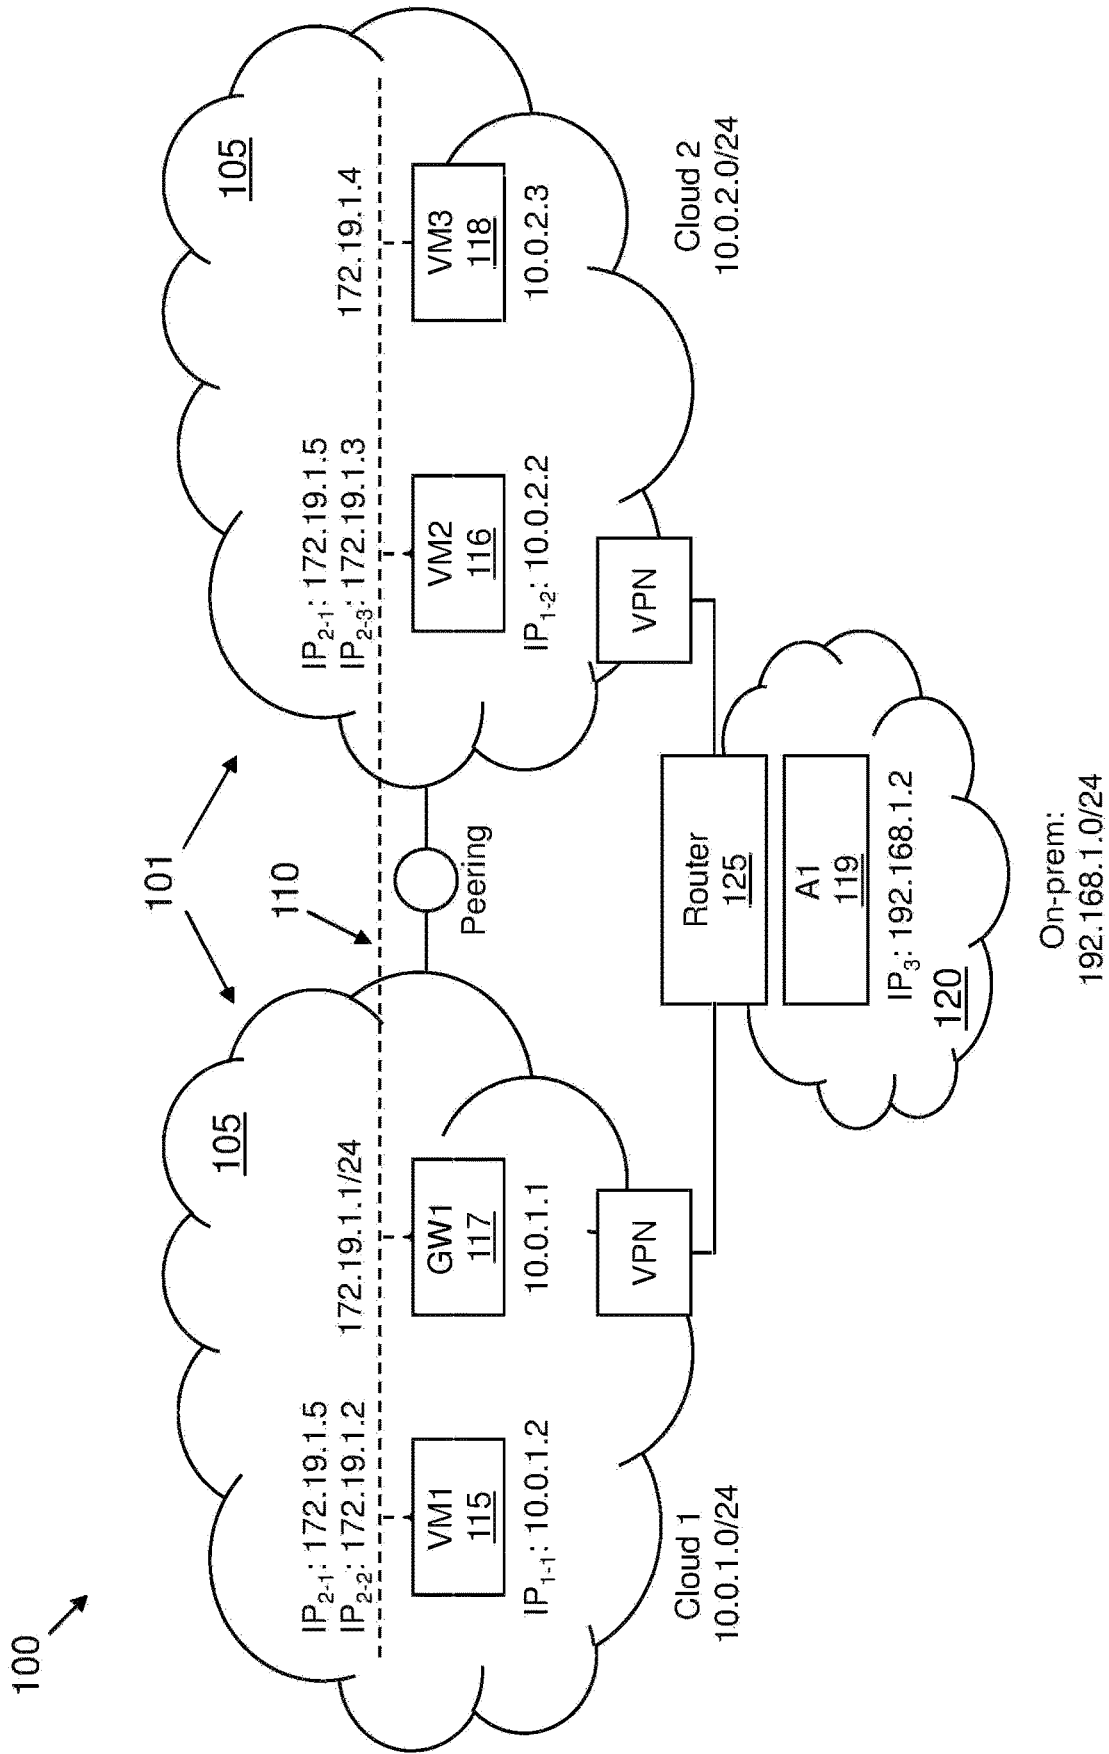 100
101
110
105
105
IP2-1: 172.19.1.5
IP2-2: 172.19.1.2
172.19.1.1/24
IP2-1: 172.19.1.5
IP2-3: 172.19.1.3
172.19.1.4
VM1
115
GW1
117
VM2
116
VM3
118
Peering
IP1-1: 10.0.1.2
10.0.1.1
IP1-2: 10.0.2.2
10.0.2.3
VPN
VPN
Cloud 1
10.0.1.0/24
Cloud 2
10.0.2.0/24
Router
125
A1
119
IP3: 192.168.1.2
120
On-prem:
192.168.1.0/24